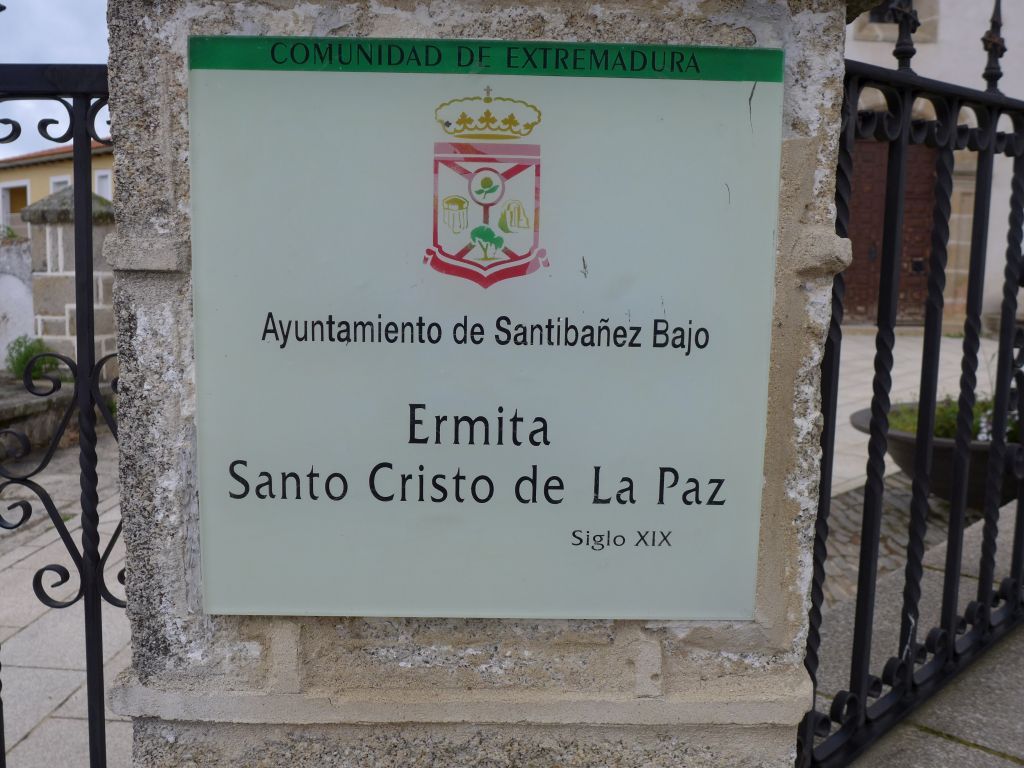 COMUNIDAD DE EXTREMADURA
Ayuntamiento de Santibañez Bajo
Ermita
Santo Cristo de La Paz
Siglo XIX